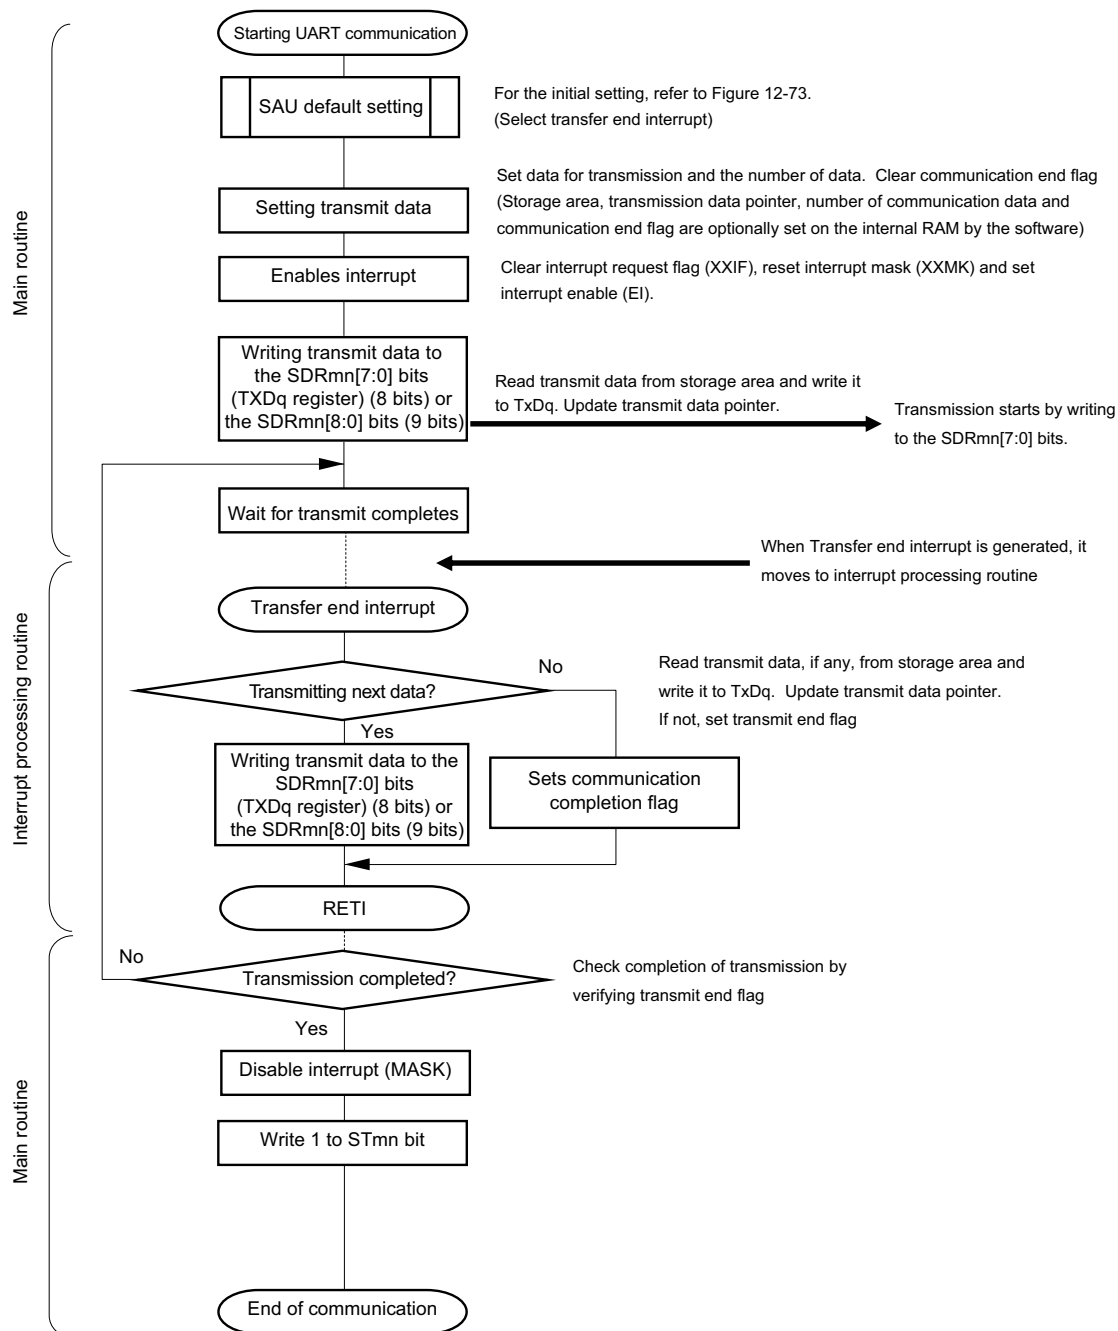 Starting UART communication
SAU default setting
For the initial setting, refer to Figure 12-73.
(Select transfer end interrupt)
Main routine
Setting transmit data
Set data for transmission and the number of data.  Clear communication end flag
(Storage area, transmission data pointer, number of communication data and
communication end flag are optionally set on the internal RAM by the software)
Enables interrupt
Clear interrupt request flag (XXIF), reset interrupt mask (XXMK) and set
interrupt enable (EI).
Writing transmit data to
the SDRmn[7:0] bits
(TXDq register) (8 bits) or
the SDRmn[8:0] bits (9 bits)
Read transmit data from storage area and write it
to TxDq. Update transmit data pointer.
Transmission starts by writing
to the SDRmn[7:0] bits.
Wait for transmit completes
When Transfer end interrupt is generated, it
moves to interrupt processing routine
Interrupt processing routine
Transfer end interrupt
Transmitting next data?
No
Yes
Read transmit data, if any, from storage area and
write it to TxDq.  Update transmit data pointer.
If not, set transmit end flag
Writing transmit data to the
SDRmn[7:0] bits
(TXDq register) (8 bits) or
the SDRmn[8:0] bits (9 bits)
Sets communication
completion flag
RETI
Main routine
No
Transmission completed?
Check completion of transmission by
verifying transmit end flag
Yes
Disable interrupt (MASK)
Write 1 to STmn bit
End of communication